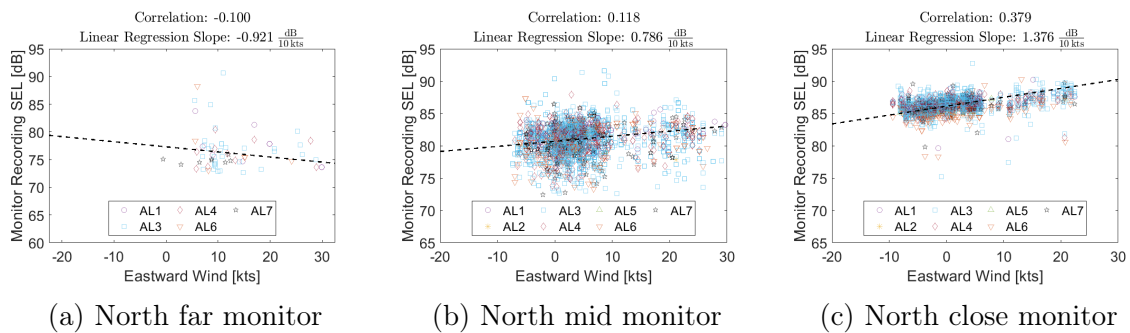 Correlation: -0.100
Linear Regression Slope: -0.921 dB/10 kts
Monitor Recording SEL [dB]
95
90
85
80
75
70
65
60
-20 -10 0 10 20 30
Eastward Wind [kts]
AL1 AL4 AL7
AL3 AL6
(a) North far monitor
Correlation: 0.118
Linear Regression Slope: 0.786 dB/10 kts
Monitor Recording SEL [dB]
95
90
85
80
75
70
65
-20 -10 0 10 20 30
Eastward Wind [kts]
AL1 AL3 AL5 AL7
AL2 AL4 AL6
(b) North mid monitor
Correlation: 0.379
Linear Regression Slope: 1.376 dB/10 kts
Monitor Recording SEL [dB]
95
90
85
80
75
70
65
-20 -10 0 10 20 30
Eastward Wind [kts]
AL1 AL3 AL5 AL7
AL2 AL4 AL6
(c) North close monitor